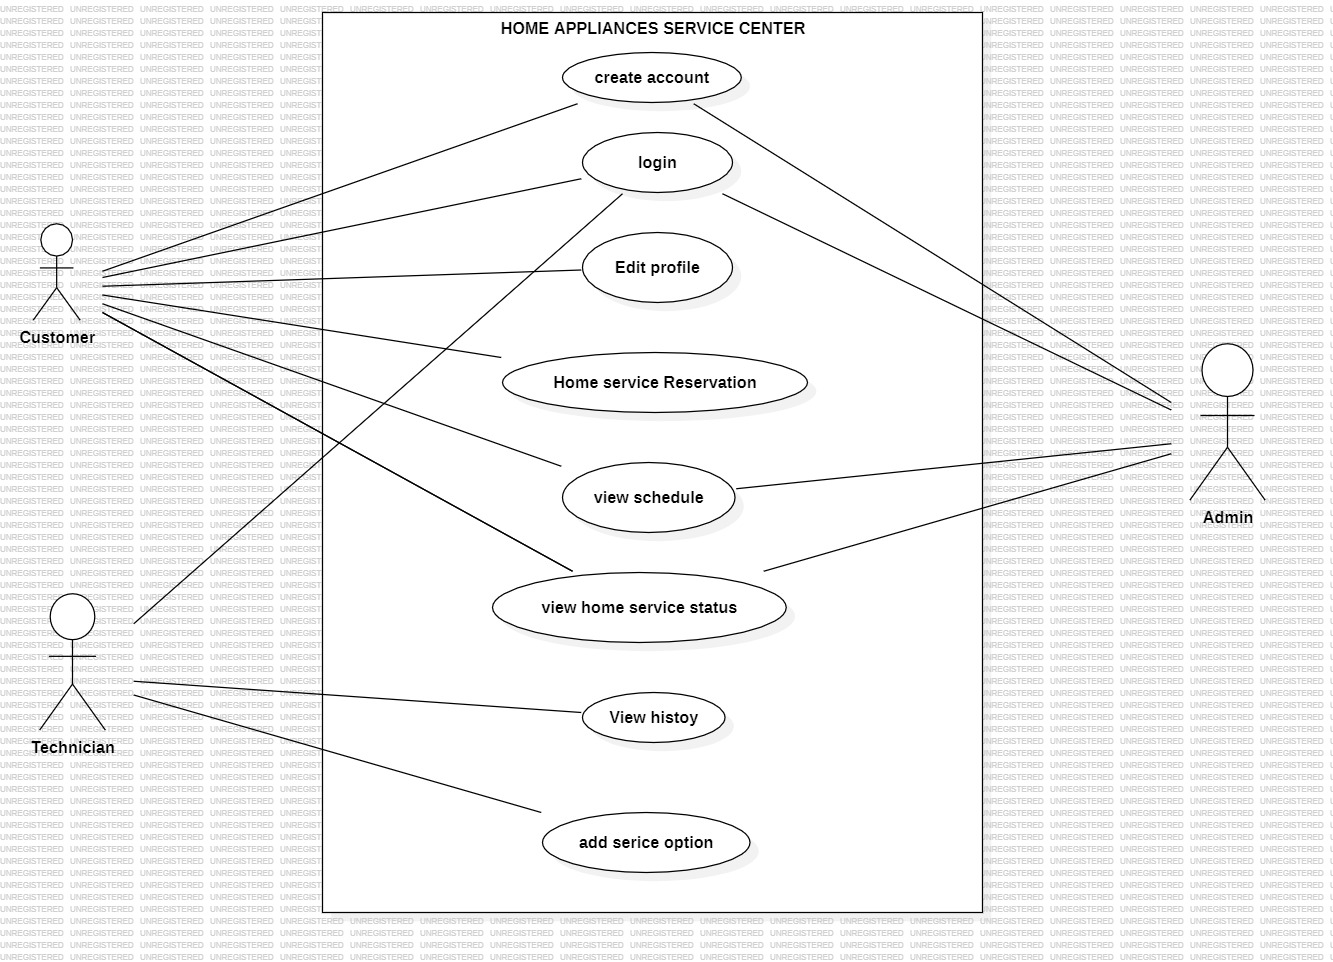 HOME APPLIANCES SERVICE CENTER
create account
login
Edit profile
Customer
Home service Reservation
view schedule
Admin
view home service status
View histoy
Technician
add serice option
UNREGISTERED